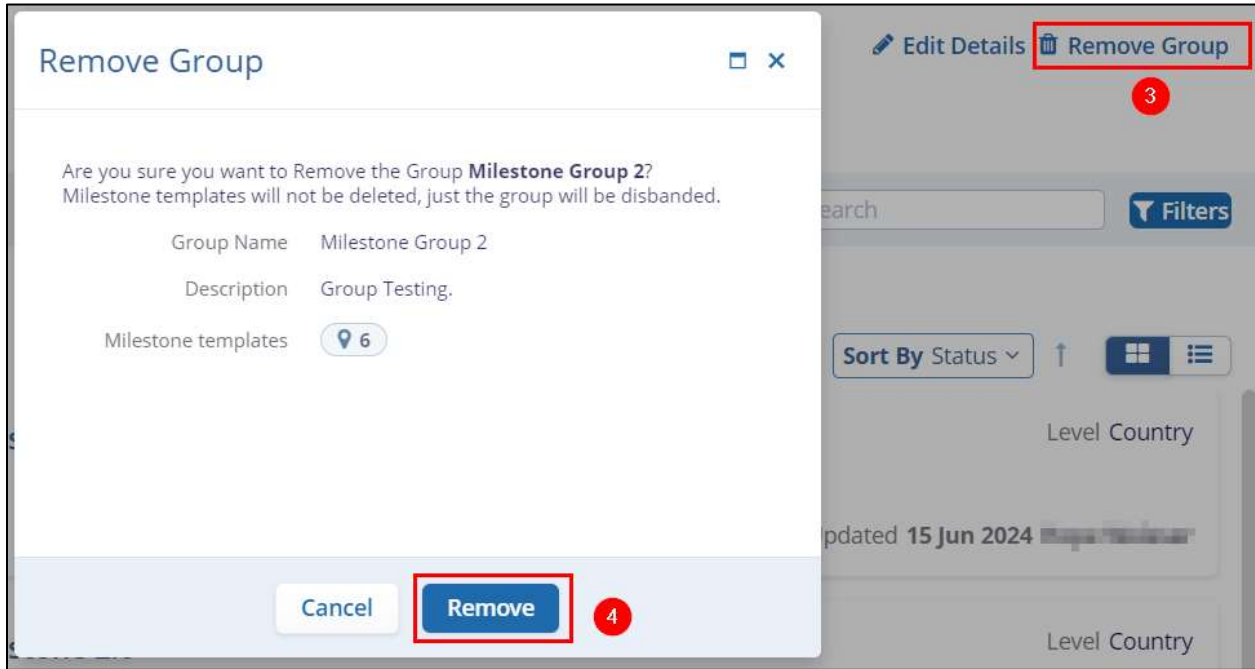 Remove Group
Edit Details Remove Group
3
Are you sure you want to Remove the Group Milestone Group 2?
Milestone templates will not be deleted, just the group will be disbanded.
Group Name Milestone Group 2
Description Group Testing.
Milestone templates 6
Filters
Sort By Status
Level Country
15 Jun 2024
Cancel Remove
4
Level Country